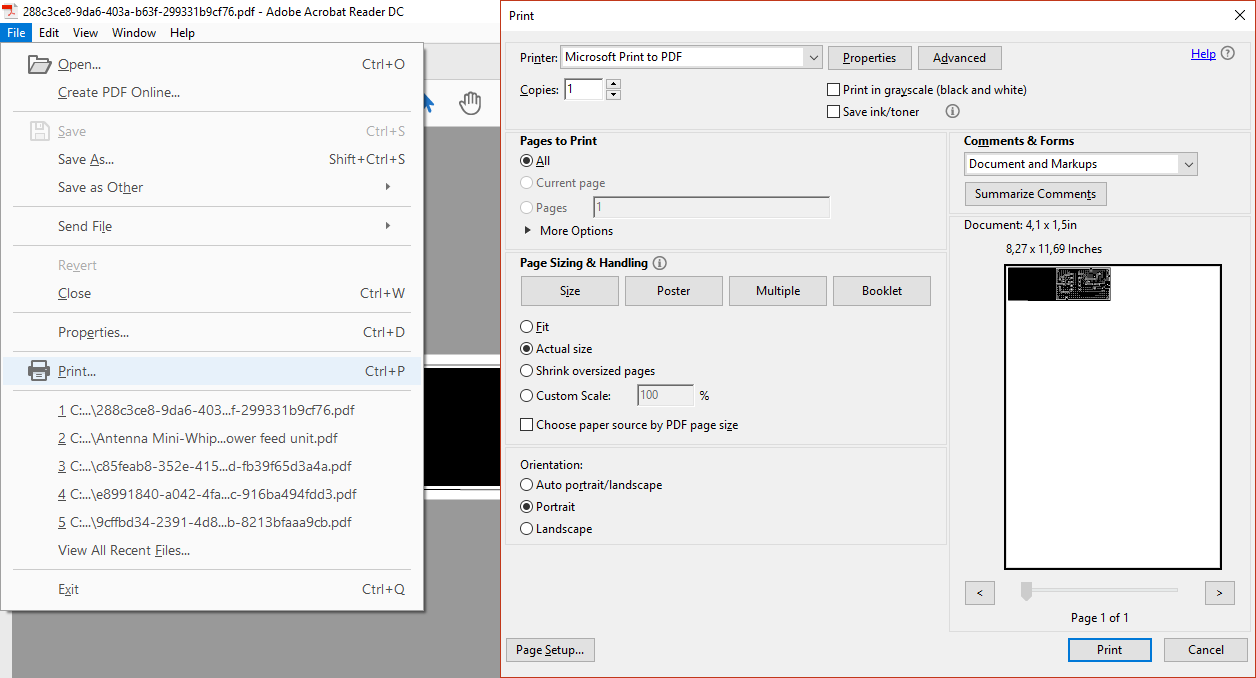 288c3ce8-9da6-403a-b63f-299331b9cf76.pdf - Adobe Acrobat Reader DC
File Edit View Window Help
Open... Ctrl+O
Create PDF Online...
Save Ctrl+S
Save As... Shift+Ctrl+S
Save as Other
Send File
Revert
Close Ctrl+W
Properties... Ctrl+D
Print... Ctrl+P
1 C:...\288c3ce8-9da6-403...f-299331b9cf76.pdf
2 C:...\Antenna Mini-Whip...ower feed unit.pdf
3 C:...\c85feab8-352e-415...d-fb39f65d3a4a.pdf
4 C:...\e8991840-a042-4fa...c-916ba494fdd3.pdf
5 C:...\9cffbd34-2391-4d8...b-8213bfaaa9cb.pdf
View All Recent Files...
Exit Ctrl+Q
Print
Printer: Microsoft Print to PDF Properties Advanced Help ?
Copies: 1 Print in grayscale (black and white)
Save ink/toner
Pages to Print
All
Current page
Pages 1
More Options
Page Sizing & Handling
Size Poster Multiple Booklet
Fit
Actual size
Shrink oversized pages
Custom Scale: 100 %
Choose paper source by PDF page size
Orientation:
Auto portrait/landscape
Portrait
Landscape
Comments & Forms
Document and Markups
Summarize Comments
Document: 4,1 x 1,5in
8,27 x 11,69 Inches
< >
Page 1 of 1
Page Setup... Print Cancel